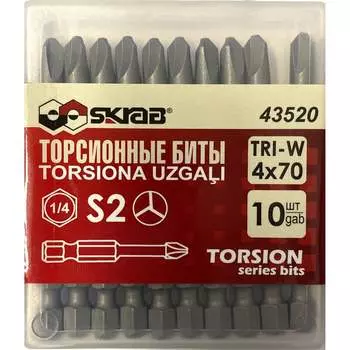 SKRAB®
43520
ТОРСИОННЫЕ БИТЫ
TORSIONA UZGAĻI
TRI-W
4x70
1/4
S2
10 шт
gab
TORSION
series bits